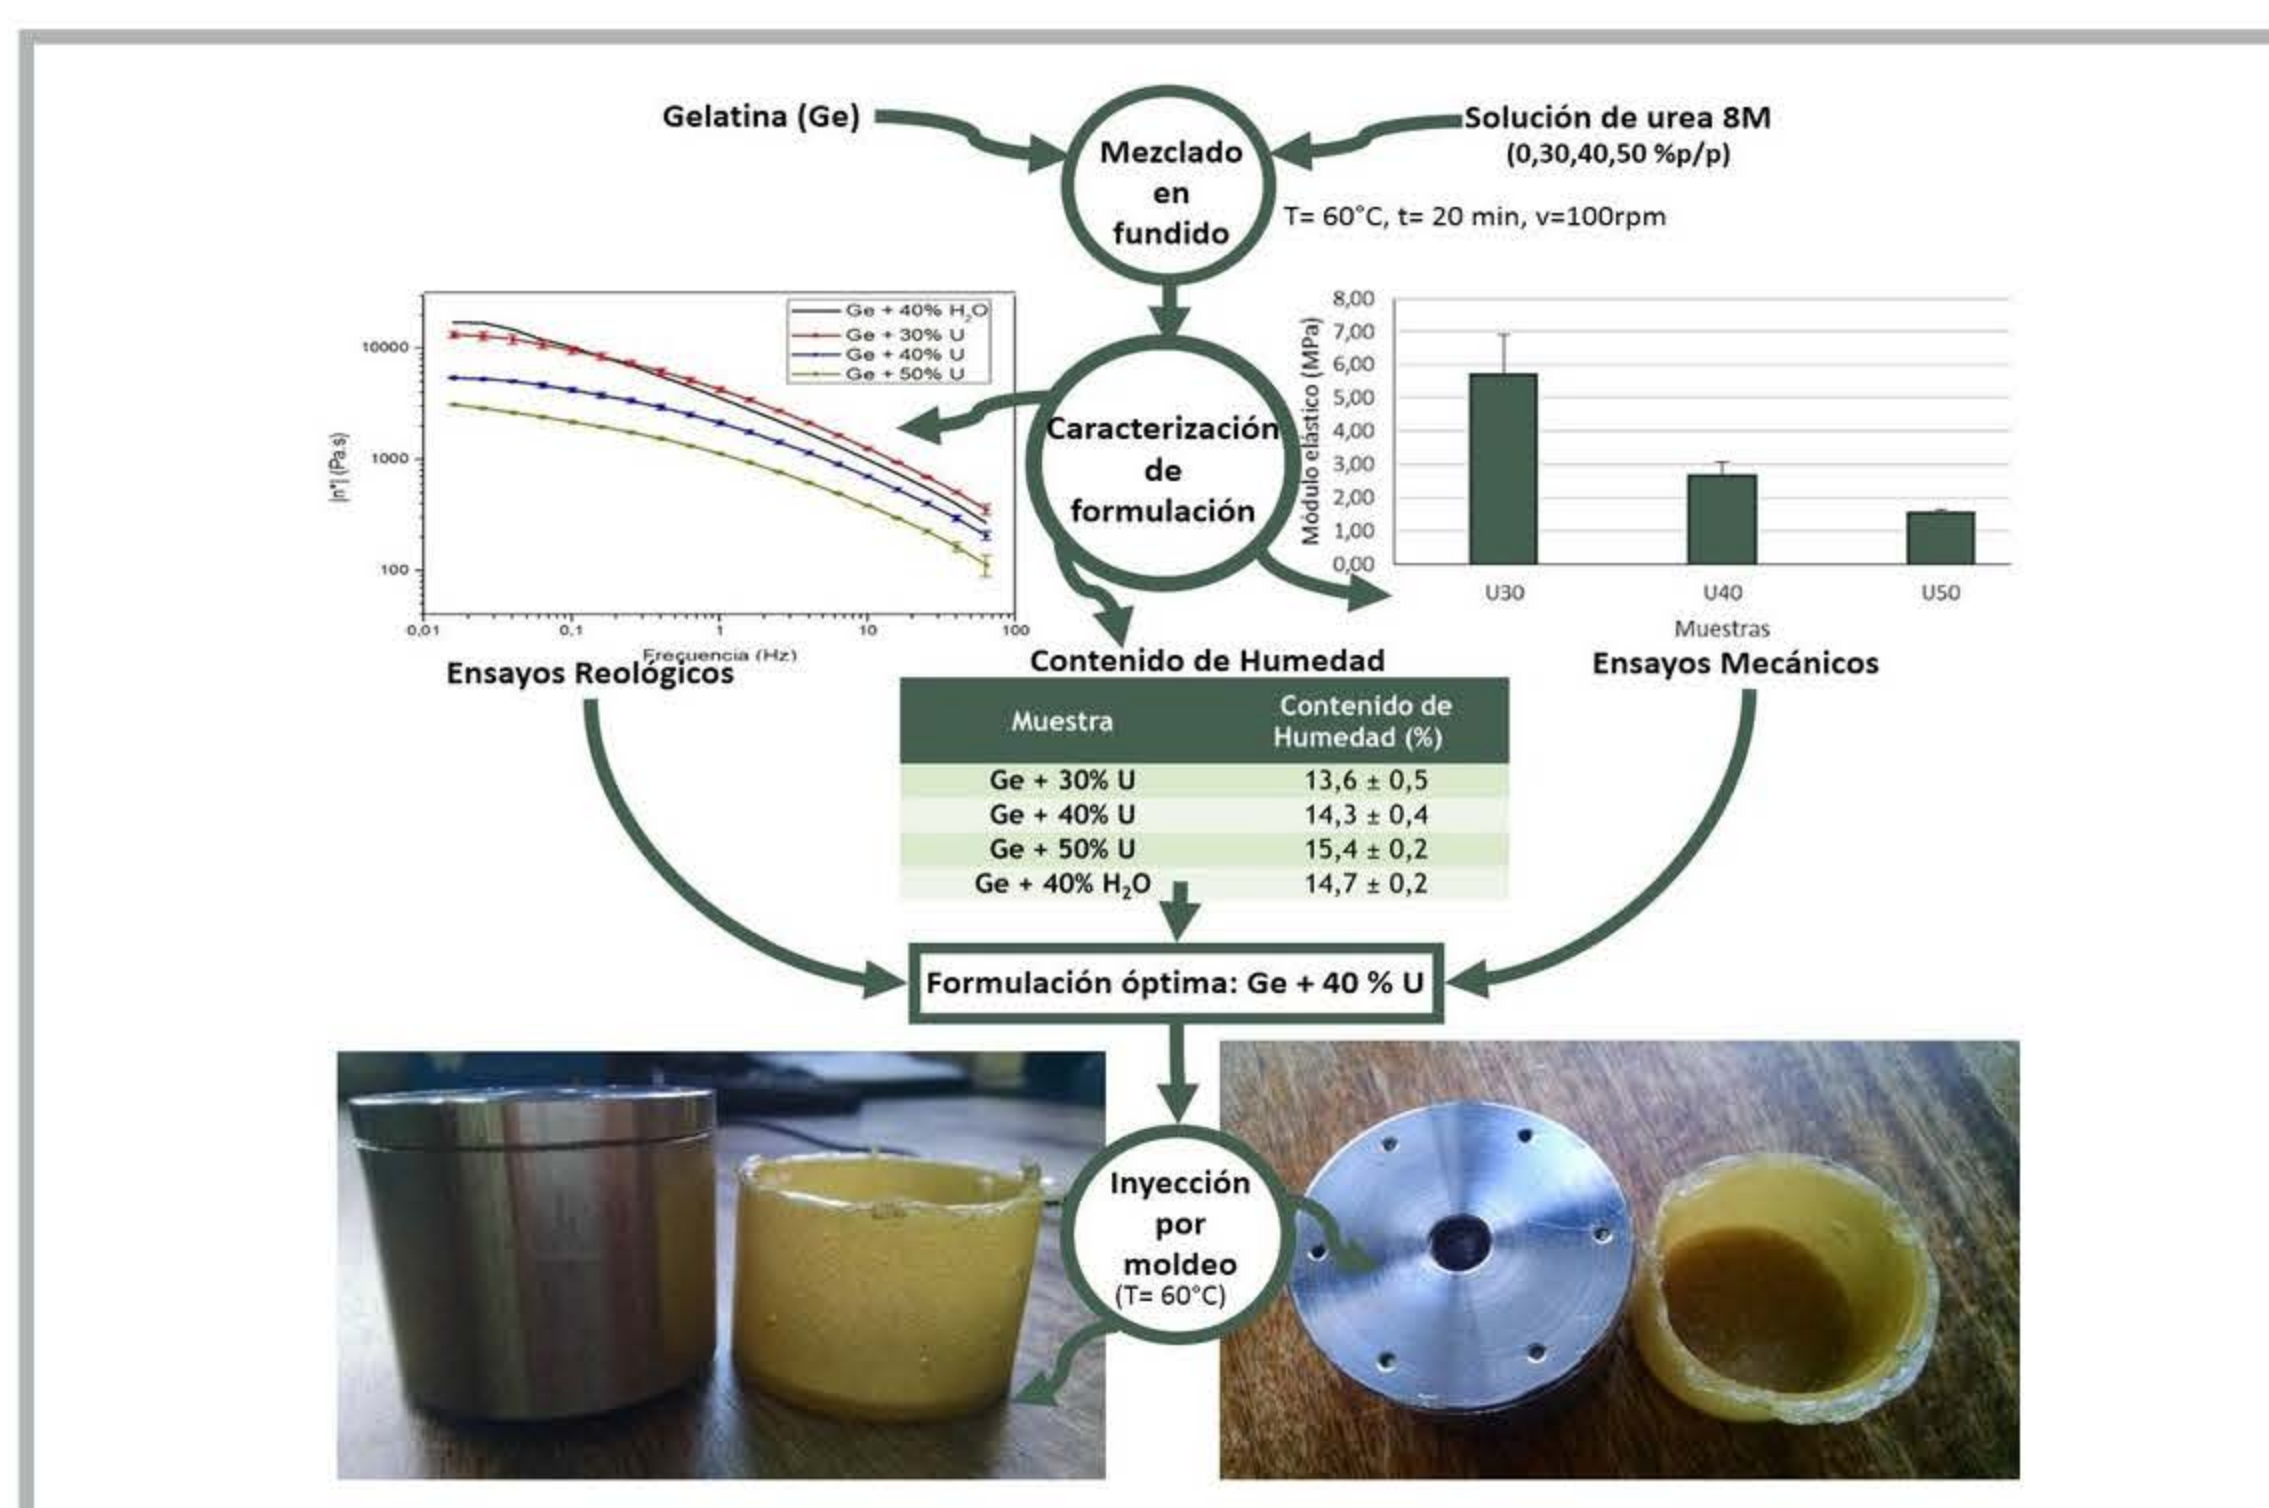 Gelatina (Ge)
Solución de urea 8M
(0,30,40,50 %p/p)
Mezclado
en
fundido
T= 60°C, t= 20 min, v=100rpm
Ge + 40% H₂O
Ge + 30% U
Ge + 40% U
Ge + 50% U
10000
1000
100
|n*| (Pa.s)
0,01
0,1
1
10
100
Frecuencia (Hz)
Ensayos Reológicos
Caracterización
de
formulación
Módulo elástico (MPa)
8,00
7,00
6,00
5,00
4,00
3,00
2,00
1,00
0,00
U30
U40
U50
Muestras
Ensayos Mecánicos
Contenido de Humedad
Muestra
Contenido de
Humedad (%)
Ge + 30% U 13,6 ± 0,5
Ge + 40% U 14,3 ± 0,4
Ge + 50% U 15,4 ± 0,2
Ge + 40% H₂O 14,7 ± 0,2
Formulación óptima: Ge + 40 % U
Inyección
por
moldeo
(T= 60°C)